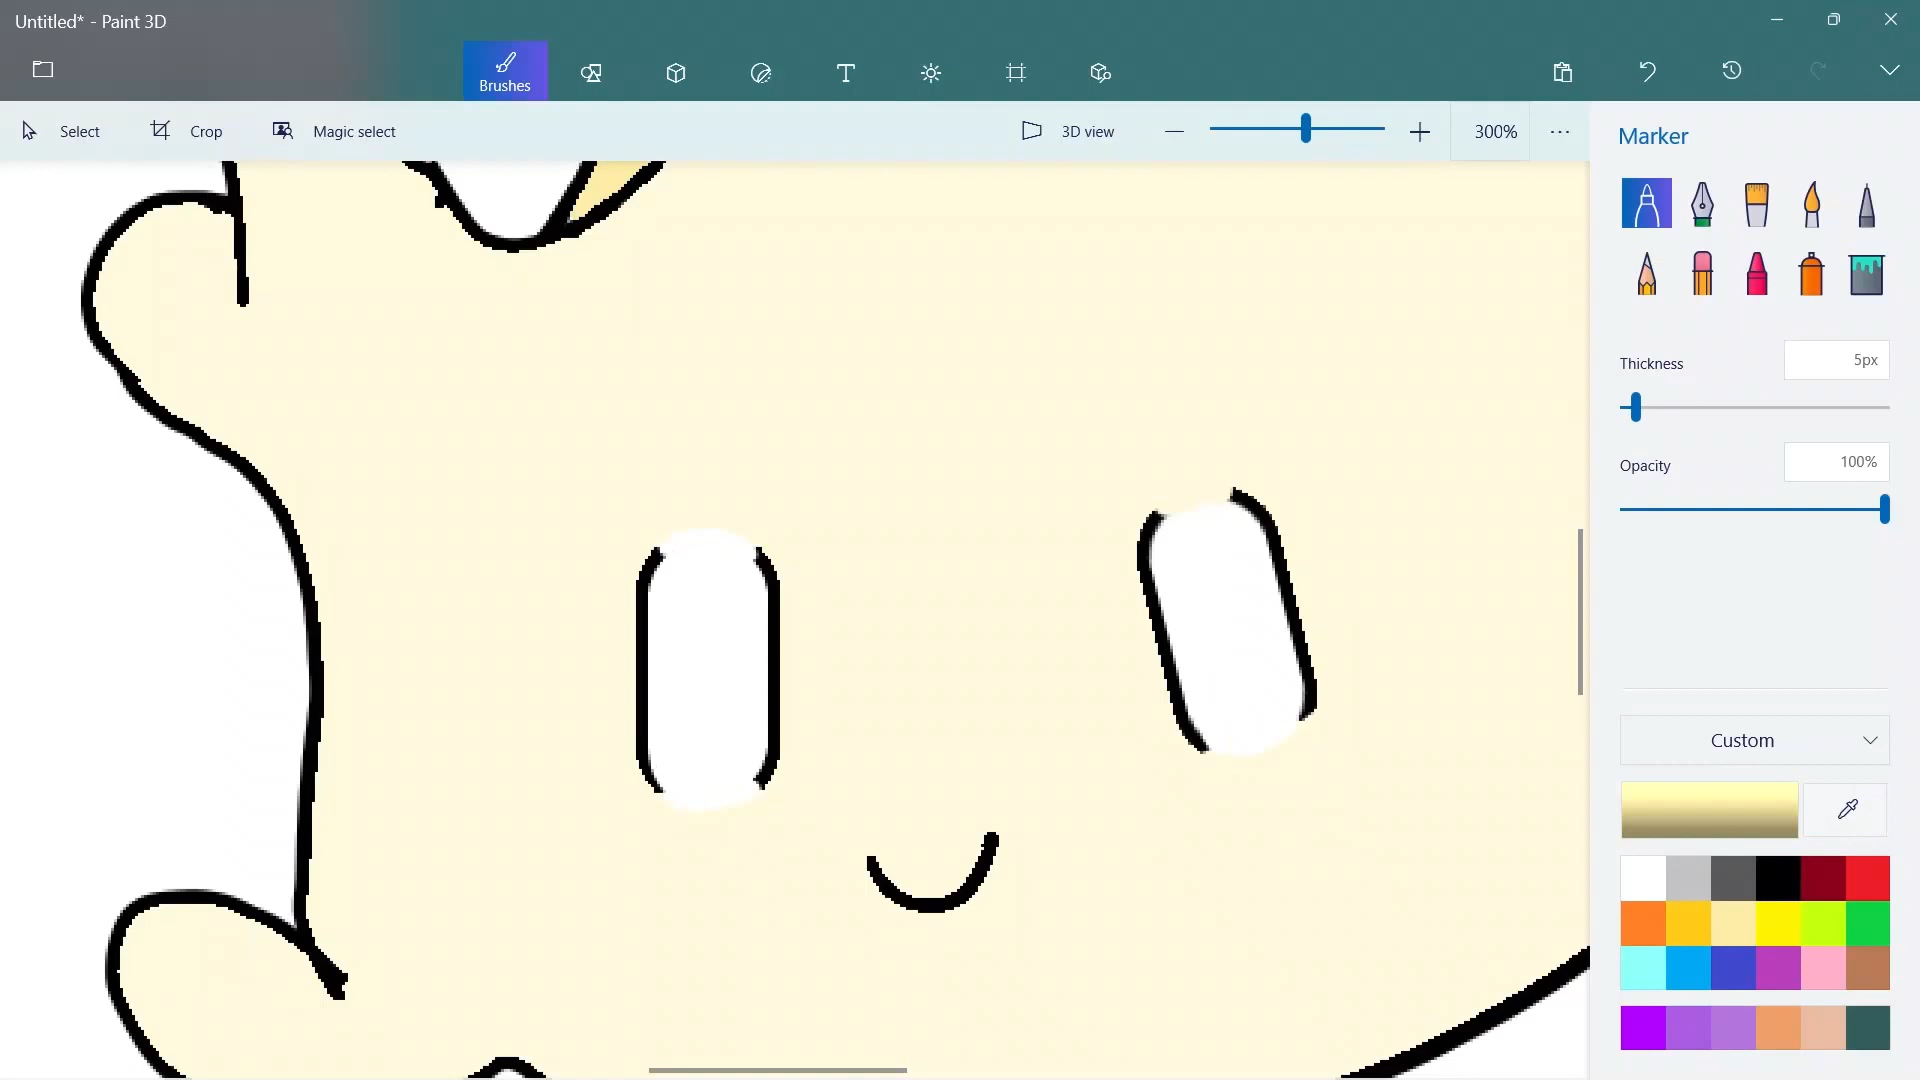 Untitled* - Paint 3D
Brushes
Select
Crop
Magic select
3D view
300%
Marker
Thickness
5px
Opacity
100%
Custom